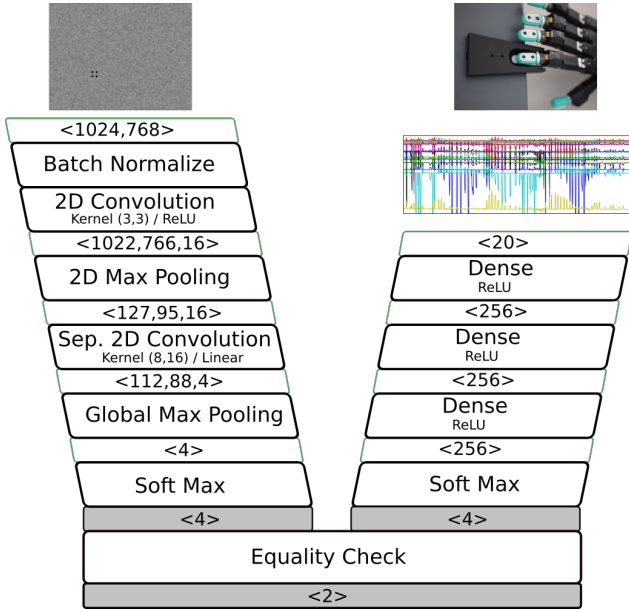 <1024,768>
Batch Normalize
2D Convolution
Kernel (3,3) / ReLU
<1022,766,16>
2D Max Pooling
<127,95,16>
Sep. 2D Convolution
Kernel (8,16) / Linear
<112,88,4>
Global Max Pooling
<4>
Soft Max
<4>
<20>
Dense
ReLU
<256>
Dense
ReLU
<256>
Dense
ReLU
<256>
Soft Max
<4>
Equality Check
<2>